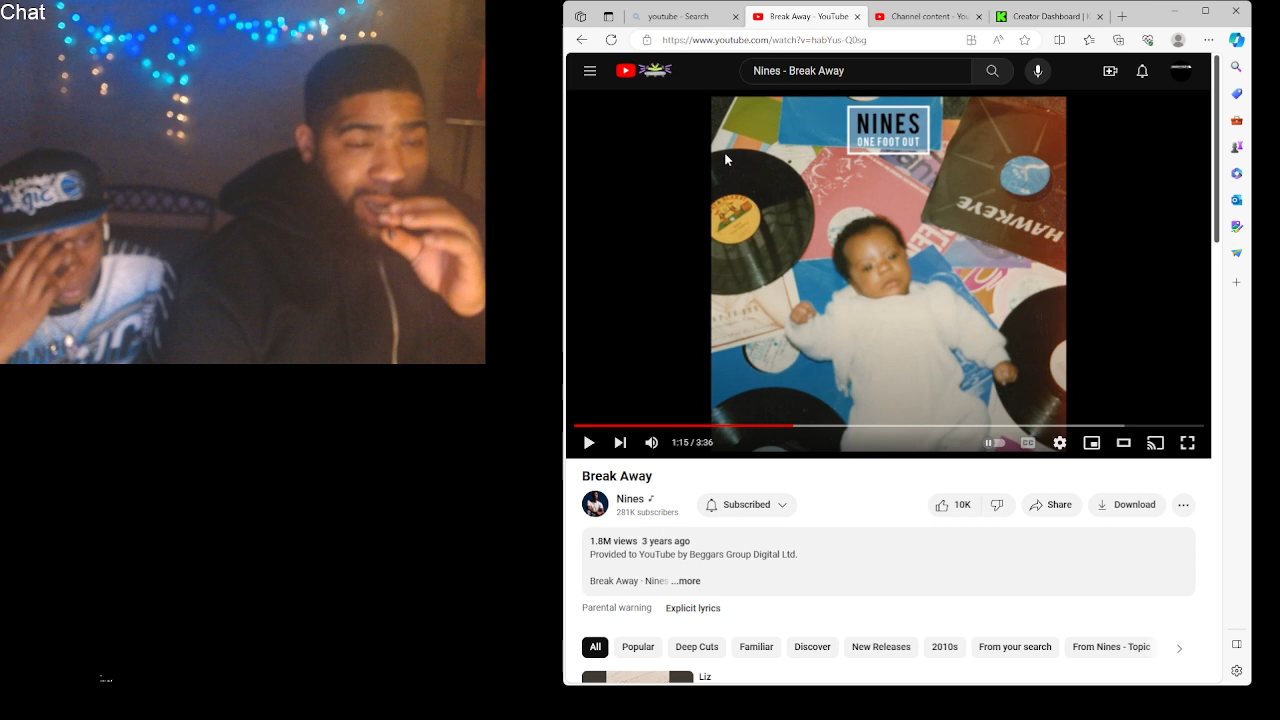 Chat
youtube - Search
Break Away - YouTube
Channel content - You
Creator Dashboard | K
https://www.youtube.com/watch?v=habYus-Q0sg
Nines - Break Away
NINES
ONE FOOT OUT
HAWKEYE
Magic
1:15 / 3:36
CC
Break Away
Nines
281K subscribers
Subscribed
10K
Share
Download
1.8M views 3 years ago
Provided to YouTube by Beggars Group Digital Ltd.
Break Away · Nines ...more
Parental warning
Explicit lyrics
All
Popular
Deep Cuts
Familiar
Discover
New Releases
2010s
From your search
From Nines - Topic
Liz